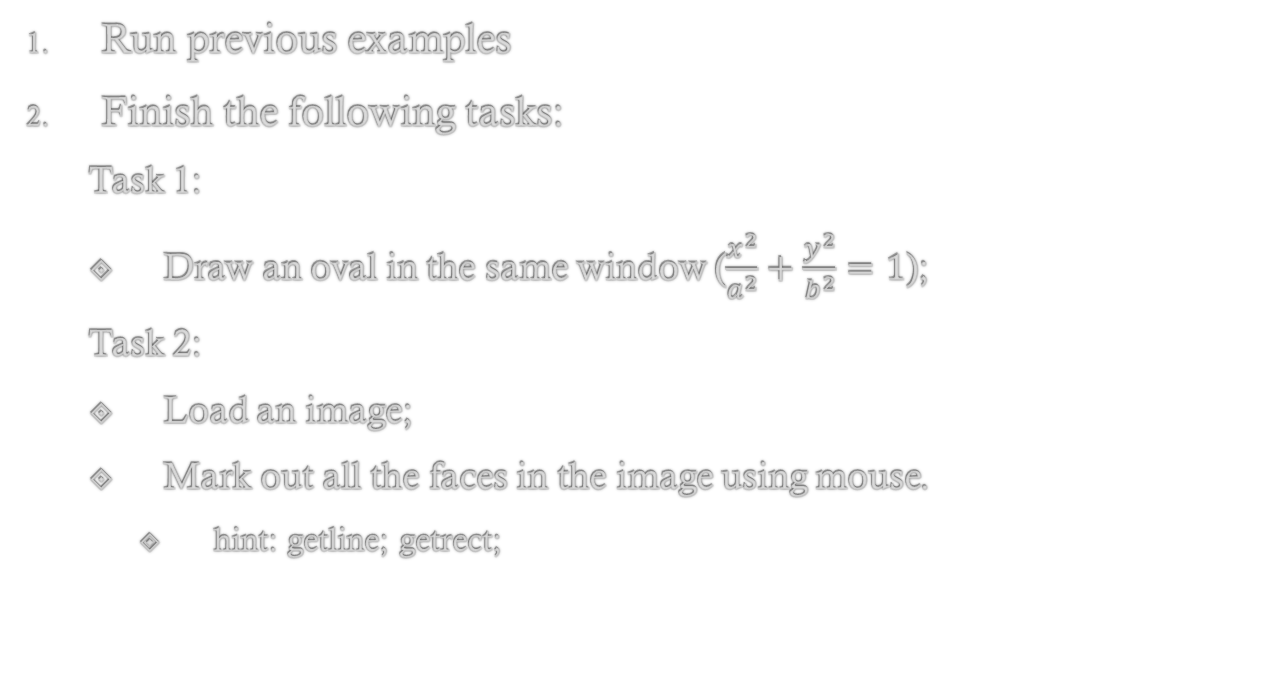 1. Run previous examples
2. Finish the following tasks:
Task 1:
❖ Draw an oval in the same window (x²/a² + y²/b² = 1);
Task 2:
❖ Load an image;
❖ Mark out all the faces in the image using mouse.
❖ hint: getline; getrect;